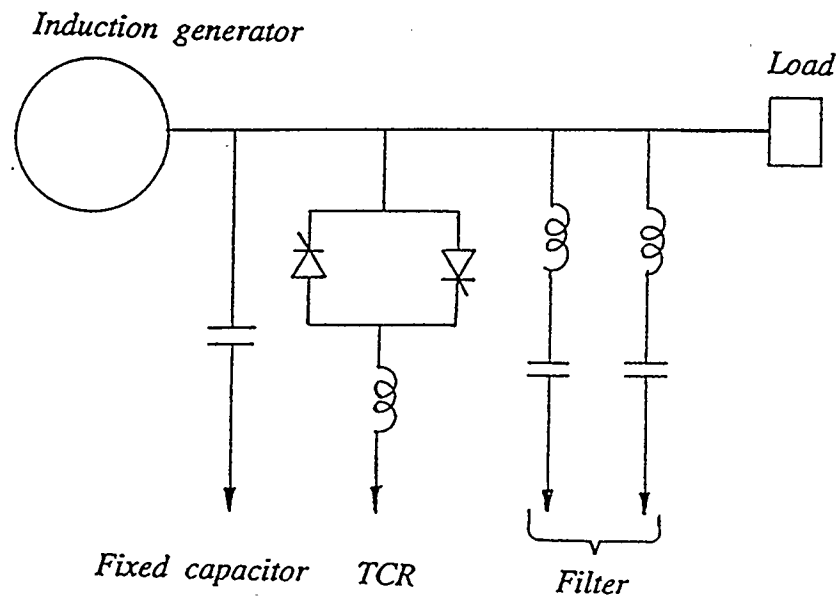 Induction generator
Load
Fixed capacitor
TCR
Filter